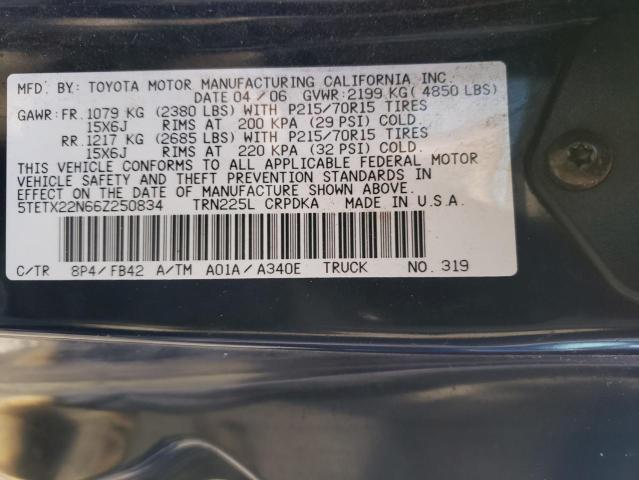 MFD. BY: TOYOTA MOTOR MANUFACTURING CALIFORNIA INC.
DATE 04/06 GVWR: 2199 KG (4850 LBS)
GAWR: FR. 1079 KG (2380 LBS) WITH P215/70R15 TIRES
15X6J RIMS AT 200 KPA (29 PSI) COLD.
RR. 1217 KG (2685 LBS) WITH P215/70R15 TIRES
15X6J RIMS AT 220 KPA (32 PSI) COLD.
THIS VEHICLE CONFORMS TO ALL APPLICABLE FEDERAL MOTOR
VEHICLE SAFETY AND THEFT PREVENTION STANDARDS IN
EFFECT ON THE DATE OF MANUFACTURE SHOWN ABOVE.
5TETX22N66Z250834 TRN225L CRPDKA MADE IN U.S.A.
C/TR 8P4/FB42 A/TM A01A/A340E TRUCK NO. 319